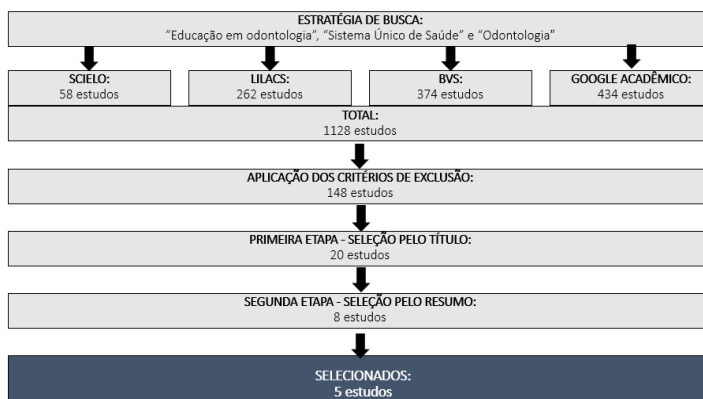 ESTRATÉGIA DE BUSCA:
“Educação em odontologia”, “Sistema Único de Saúde” e “Odontologia”
SCIELO:
58 estudos
LILACS:
262 estudos
BVS:
374 estudos
GOOGLE ACADÊMICO:
434 estudos
TOTAL:
1128 estudos
APLICAÇÃO DOS CRITÉRIOS DE EXCLUSÃO:
148 estudos
PRIMEIRA ETAPA - SELEÇÃO PELO TÍTULO:
20 estudos
SEGUNDA ETAPA - SELEÇÃO PELO RESUMO:
8 estudos
SELECIONADOS:
5 estudos